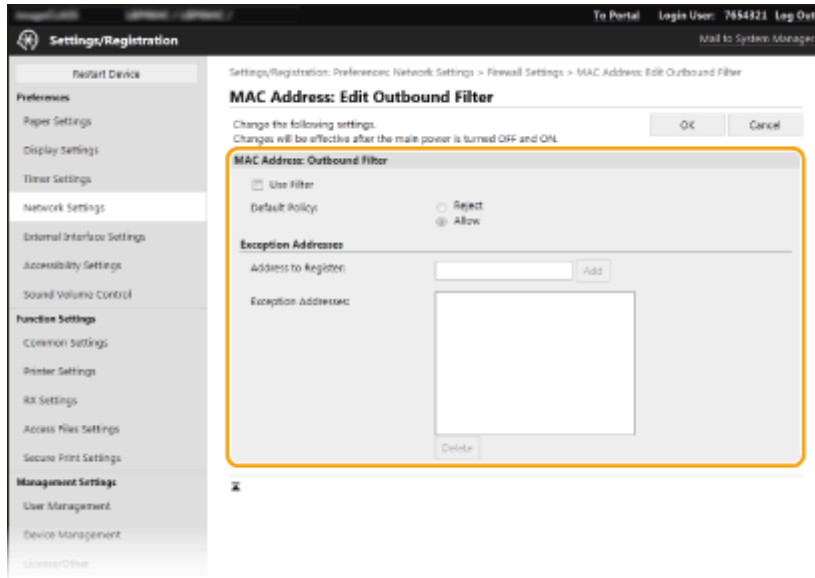 To Portal Login User: 7654321 Log Out
Settings/Registration
Mail to System Manager
Restart Device
Preferences
Paper Settings
Display Settings
Timer Settings
Network Settings
External Interface Settings
Accessibility Settings
Sound Volume Control
Function Settings
Common Settings
Printer Settings
RX Settings
Access Files Settings
Secure Print Settings
Management Settings
User Management
Device Management
License/Other
Settings/Registration: Preferences: Network Settings > Firewall Settings > MAC Address: Edit Outbound Filter
MAC Address: Edit Outbound Filter
Change the following settings.
Changes will be effective after the main power is turned OFF and ON.
OK Cancel
MAC Address: Outbound Filter
Use Filter
Default Policy: Reject
Allow
Exception Addresses
Address to Register: Add
Exception Addresses:
Delete